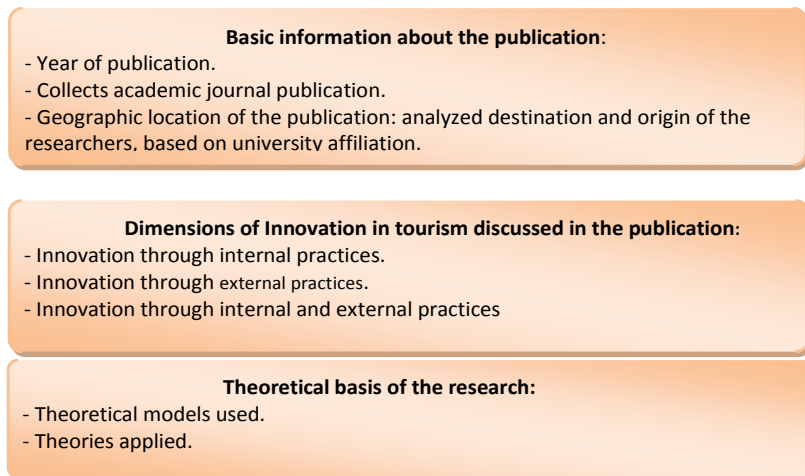 Basic information about the publication:
- Year of publication.
- Collects academic journal publication.
- Geographic location of the publication: analyzed destination and origin of the
researchers, based on university affiliation.
Dimensions of Innovation in tourism discussed in the publication:
- Innovation through internal practices.
- Innovation through external practices.
- Innovation through internal and external practices
Theoretical basis of the research:
- Theoretical models used.
- Theories applied.